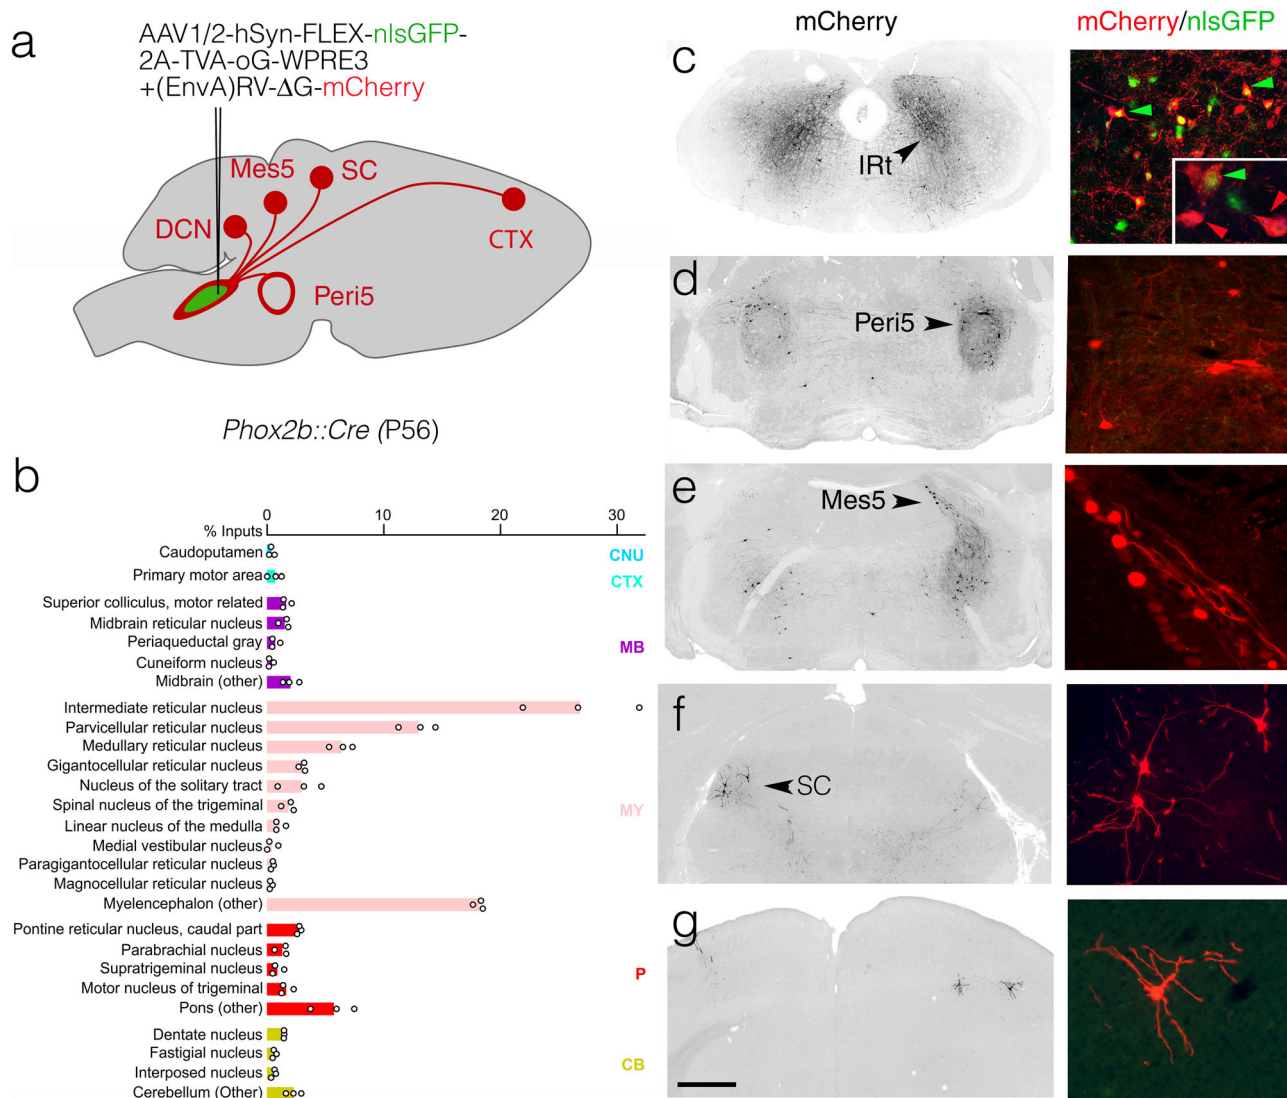 a
AAV1/2-hSyn-FLEX-nlsGFP-
2A-TVA-oG-WPRE3
+(EnvA)RV-ΔG-mCherry
Mes5
SC
DCN
CTX
Peri5
Phox2b::Cre (P56)
b
0 10 20 30
% Inputs
Caudoputamen
CNU
Primary motor area
CTX
Superior colliculus, motor related
Midbrain reticular nucleus
Periaqueductal gray
MB
Cuneiform nucleus
Midbrain (other)
Intermediate reticular nucleus
Parvicellular reticular nucleus
Medullary reticular nucleus
Gigantocellular reticular nucleus
Nucleus of the solitary tract
Spinal nucleus of the trigeminal
MY
Linear nucleus of the medulla
Medial vestibular nucleus
Paragigantocellular reticular nucleus
Magnocellular reticular nucleus
Myelencephalon (other)
Pontine reticular nucleus, caudal part
Parabrachial nucleus
Supratrigeminal nucleus
P
Motor nucleus of trigeminal
Pons (other)
Dentate nucleus
Fastigial nucleus
CB
Interposed nucleus
Cerebellum (Other)
mCherry
mCherry/nlsGFP
c
IRt
d
Peri5
e
Mes5
f
SC
g